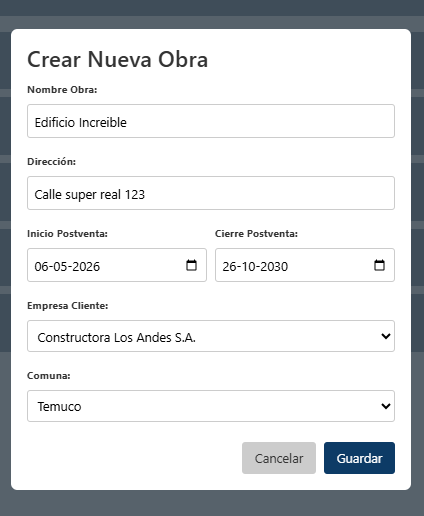 Crear Nueva Obra
Nombre Obra:
Edificio Increible
Dirección:
Calle super real 123
Inicio Postventa: Cierre Postventa:
06-05-2026 26-10-2030
Empresa Cliente:
Constructora Los Andes S.A.
Comuna:
Temuco
Cancelar Guardar